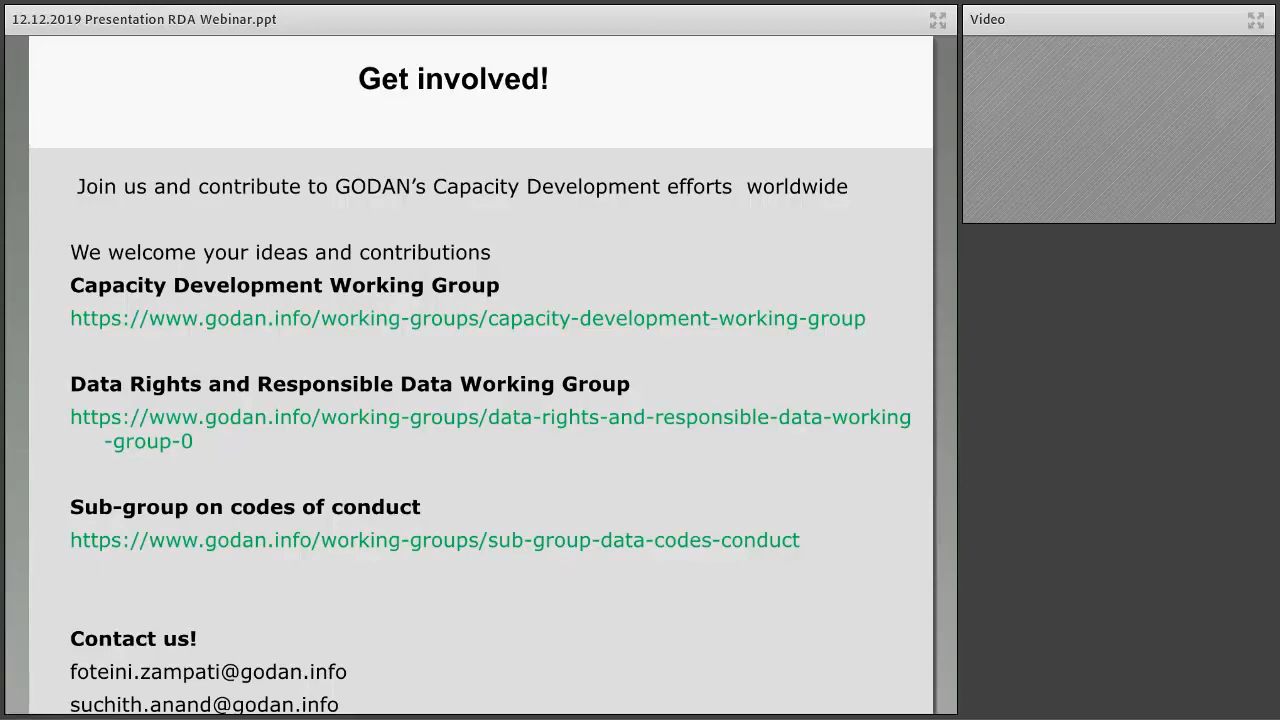 12.12.2019 Presentation RDA Webinar.ppt
Video
Get involved!
Join us and contribute to GODAN’s Capacity Development efforts  worldwide
We welcome your ideas and contributions
Capacity Development Working Group
https://www.godan.info/working-groups/capacity-development-working-group
Data Rights and Responsible Data Working Group
https://www.godan.info/working-groups/data-rights-and-responsible-data-working
-group-0
Sub-group on codes of conduct
https://www.godan.info/working-groups/sub-group-data-codes-conduct
Contact us!
foteini.zampati@godan.info
suchith.anand@godan.info